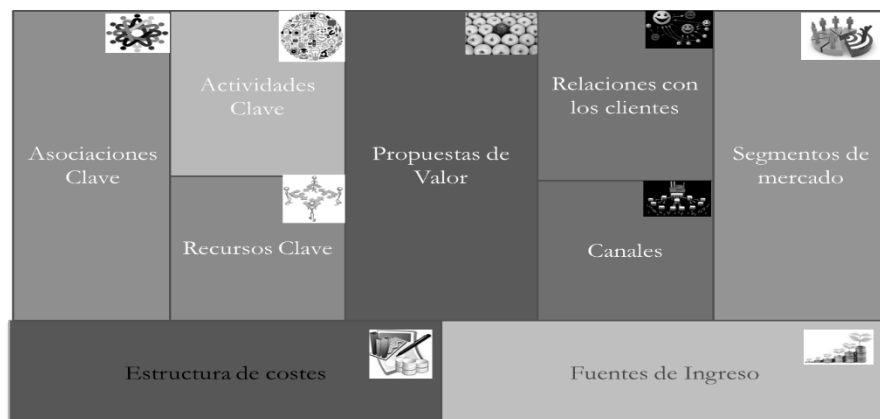 Asociaciones
Clave
Actividades
Clave
Recursos Clave
Propuestas de
Valor
Relaciones con
los clientes
Canales
Segmentos de
mercado
Estructura de costes
Fuentes de Ingreso